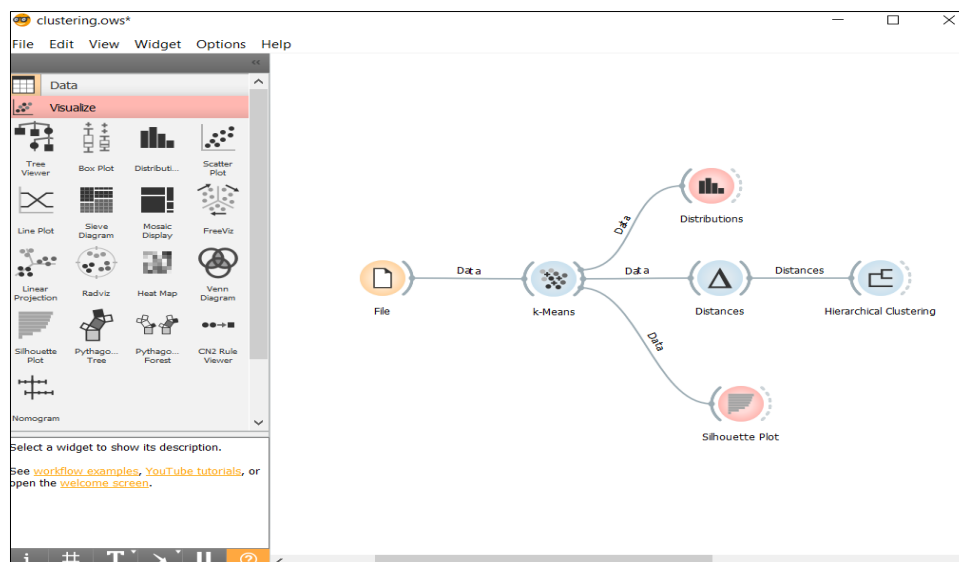 clustering.ows*
File Edit View Widget Options Help
Data
Visualize
Tree Viewer
Box Plot
Distributi...
Scatter Plot
Line Plot
Sieve Diagram
Mosaic Display
FreeViz
Linear Projection
Radviz
Heat Map
Venn Diagram
Silhouette Plot
Pythago... Tree
Pythago... Forest
CN2 Rule Viewer
Nomogram
Select a widget to show its description.
See workflow examples, YouTube tutorials, or
open the welcome screen.
i # T ?
Data
Distributions
File
Data
k-Means
Data
Distances
Distances
Hierarchical Clustering
Data
Silhouette Plot